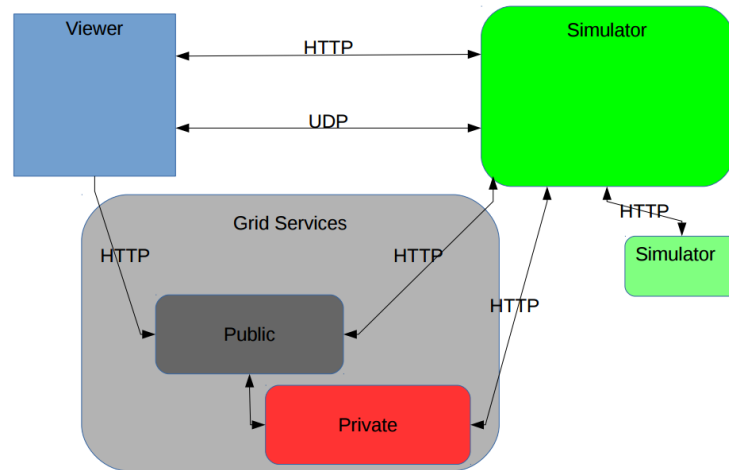 Viewer
Simulator
HTTP
UDP
Grid Services
HTTP
Simulator
HTTP
HTTP
HTTP
Public
Private